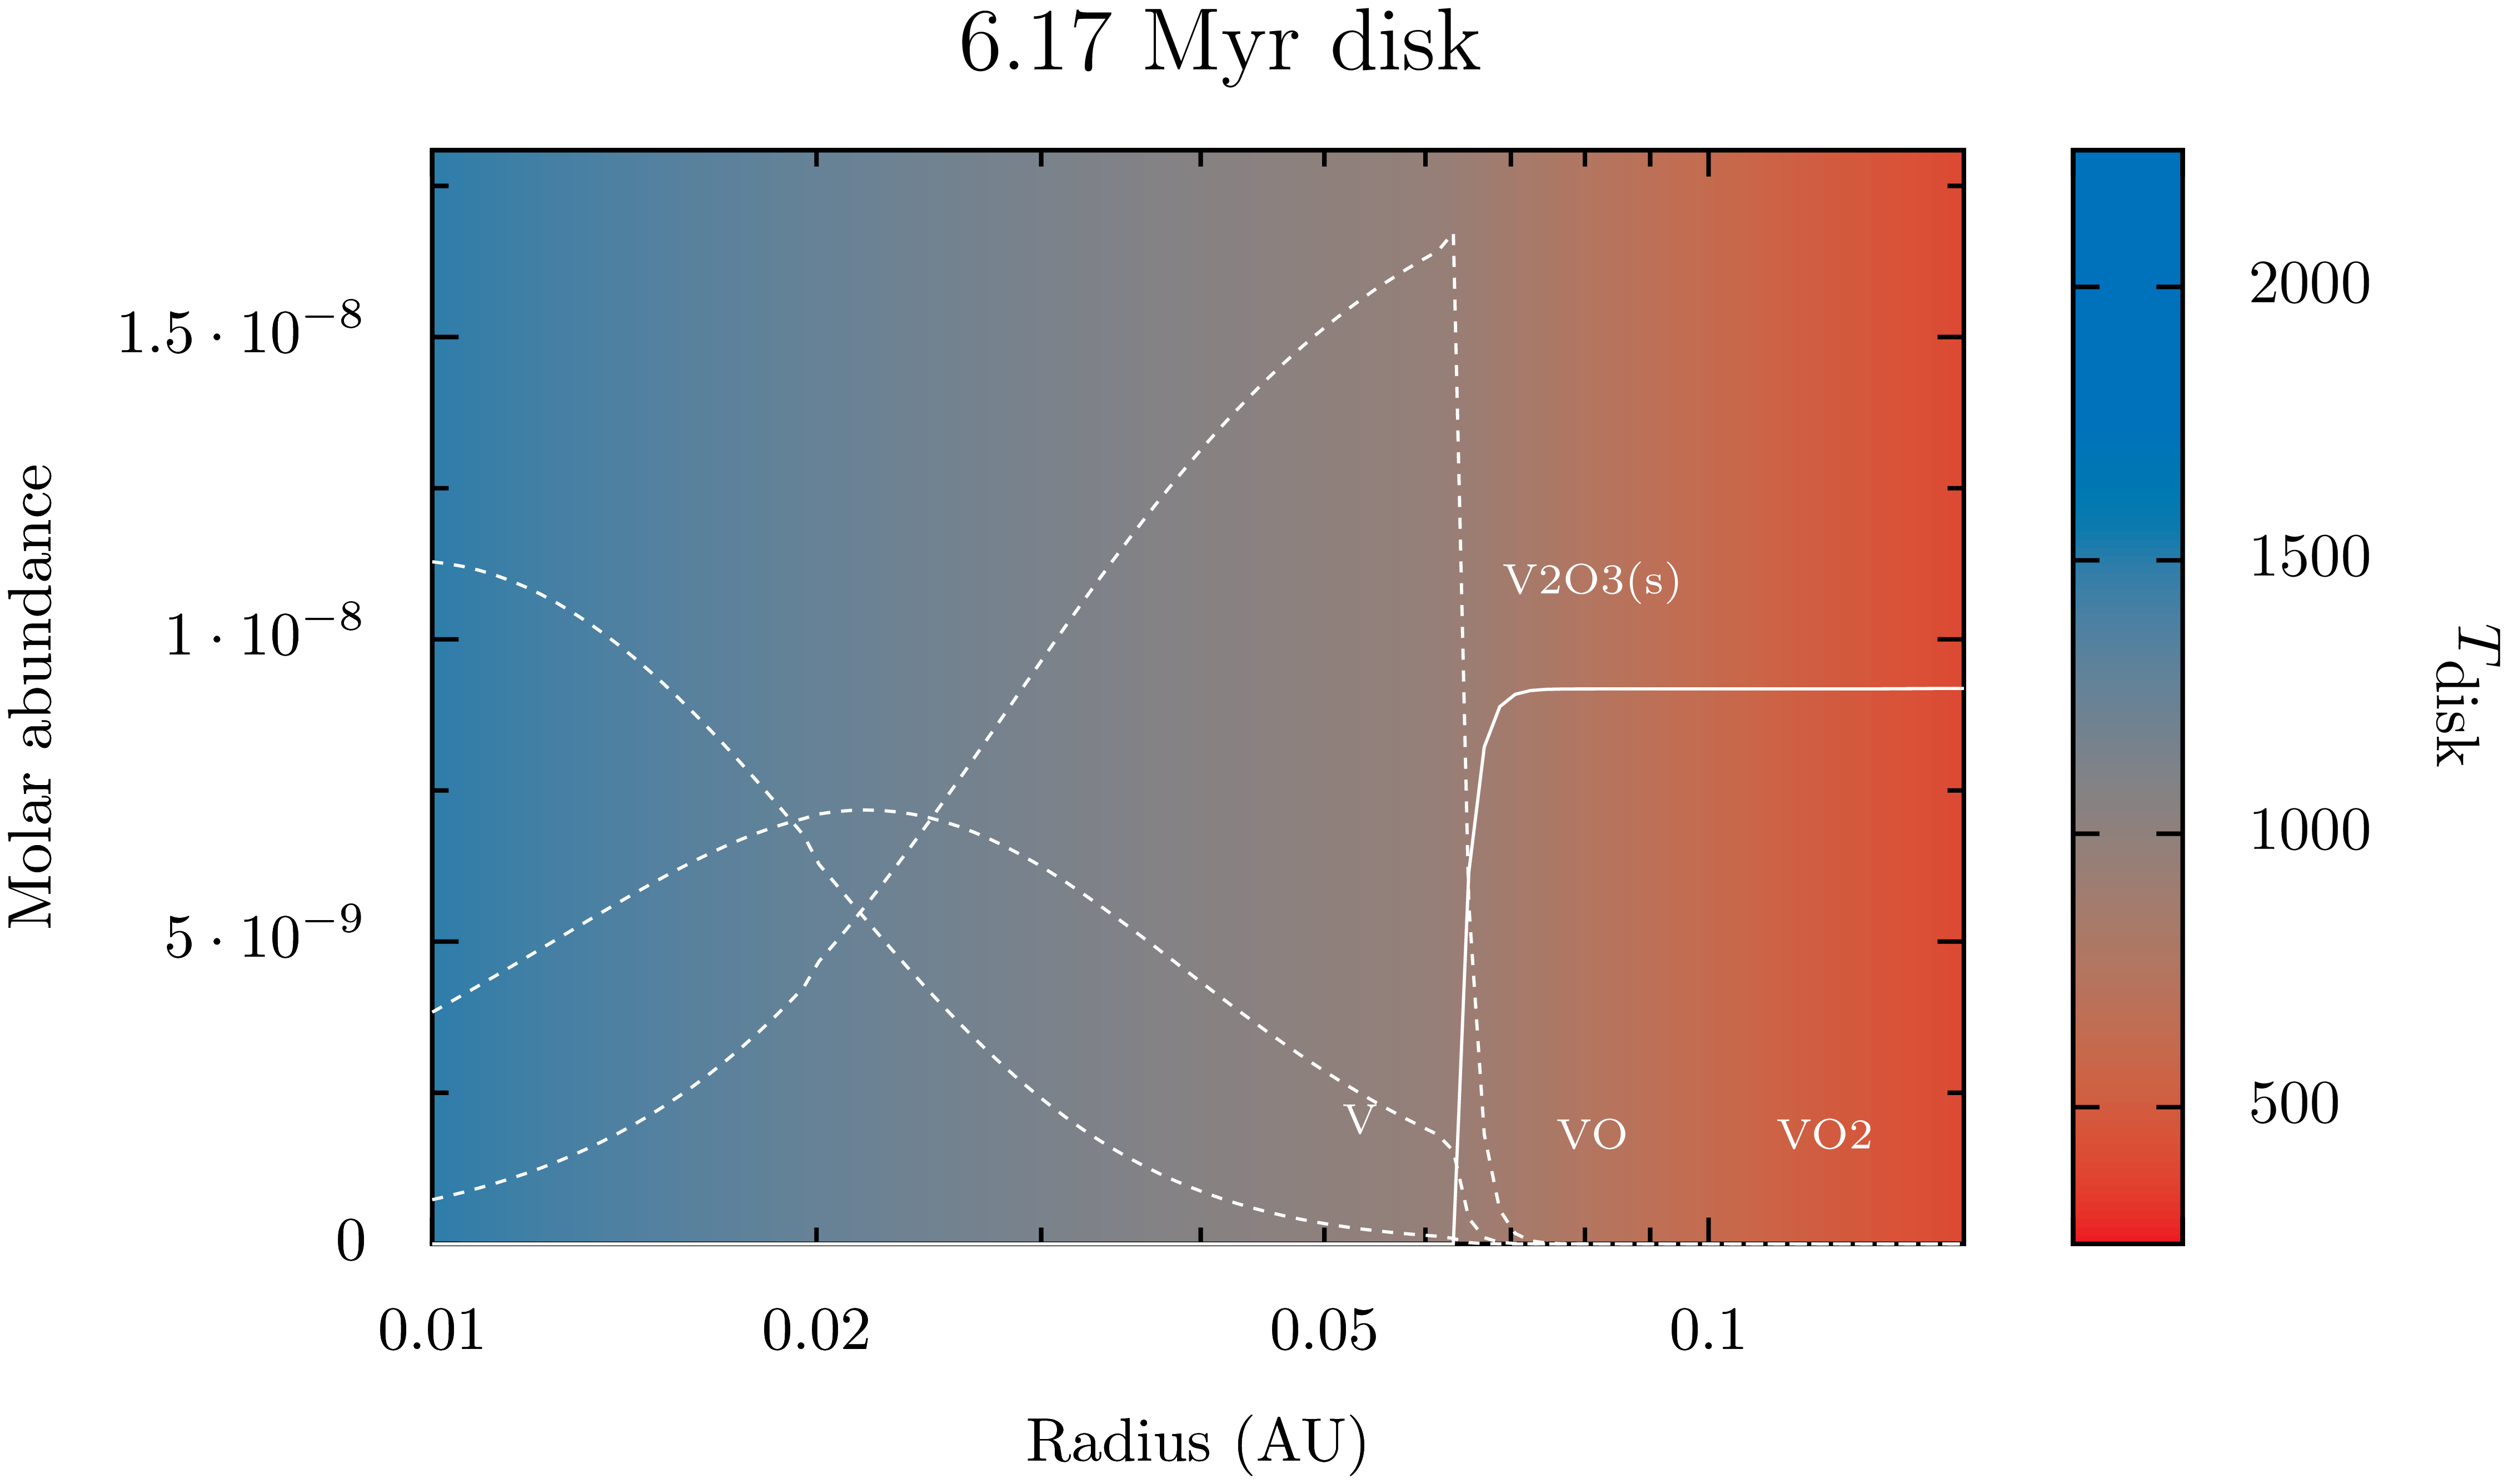 6.17 Myr disk
1.5 · 10⁻⁸
1 · 10⁻⁸
5 · 10⁻⁹
0
Molar abundance
V2O3(s)
V
VO
VO2
0.01
0.02
0.05
0.1
Radius (AU)
2000
1500
1000
500
T_disk